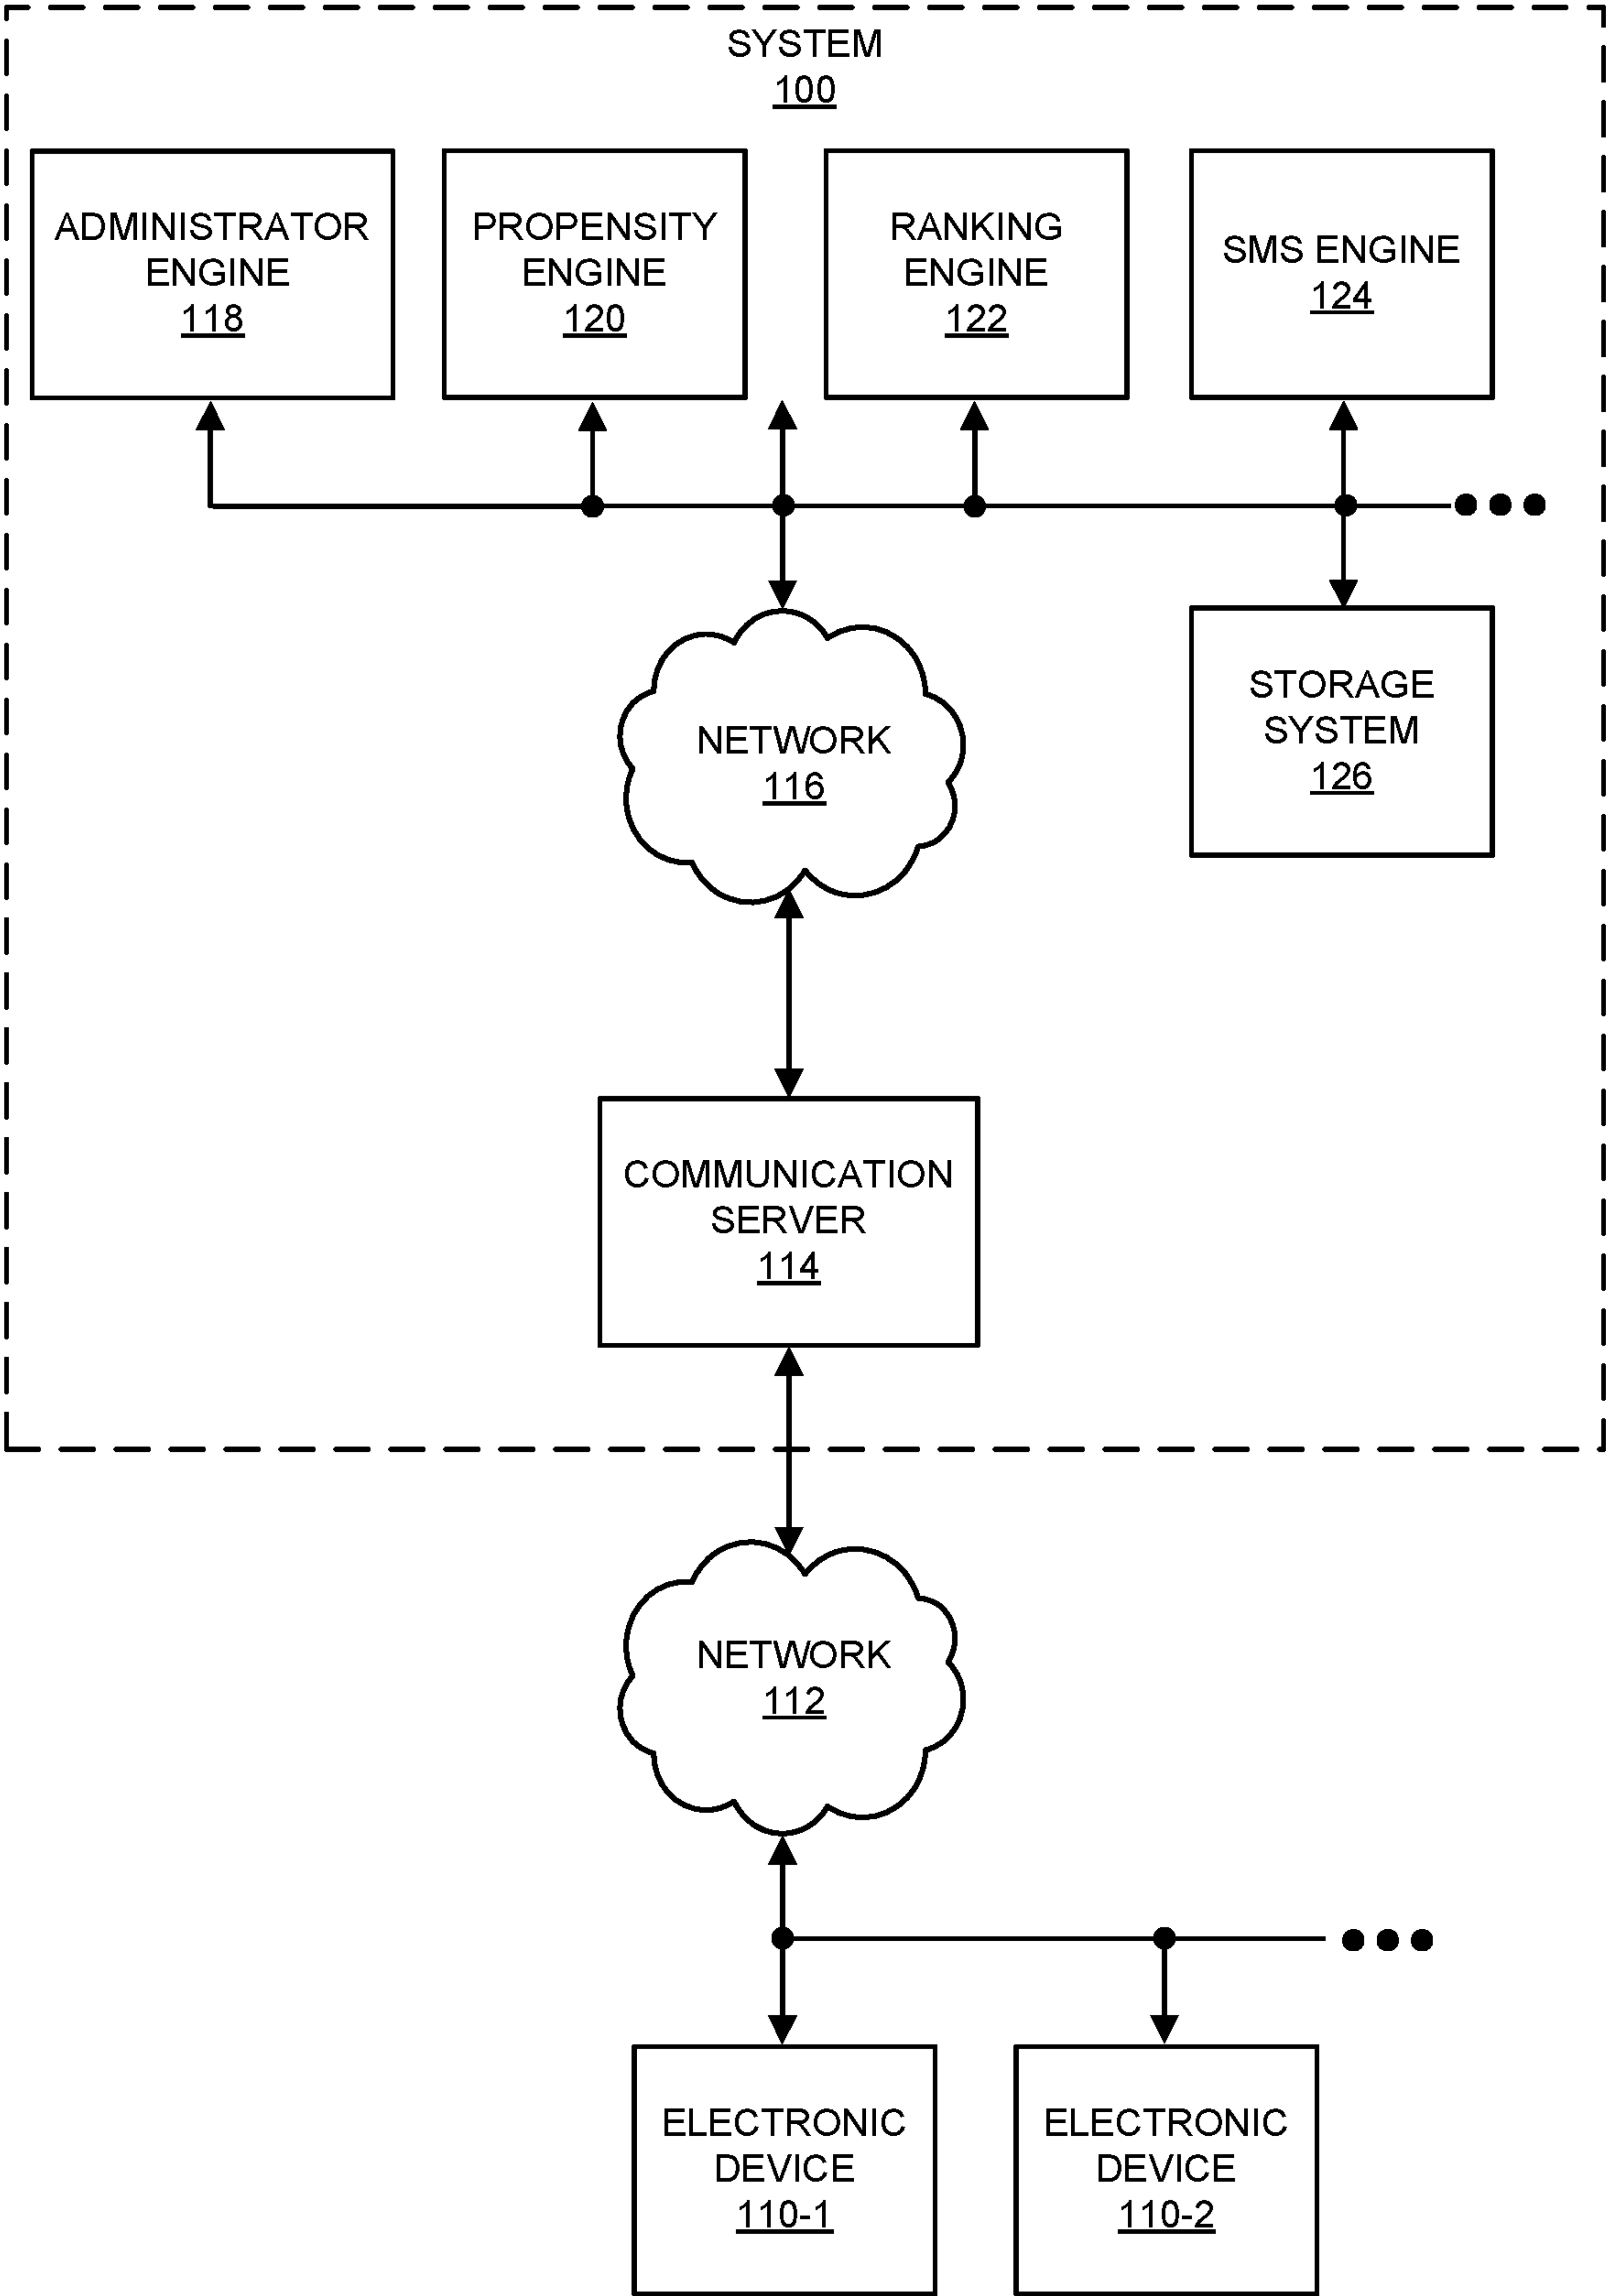 SYSTEM
100
ADMINISTRATOR
ENGINE
118
PROPENSITY
ENGINE
120
RANKING
ENGINE
122
SMS ENGINE
124
NETWORK
116
STORAGE
SYSTEM
126
COMMUNICATION
SERVER
114
NETWORK
112
ELECTRONIC
DEVICE
110-1
ELECTRONIC
DEVICE
110-2